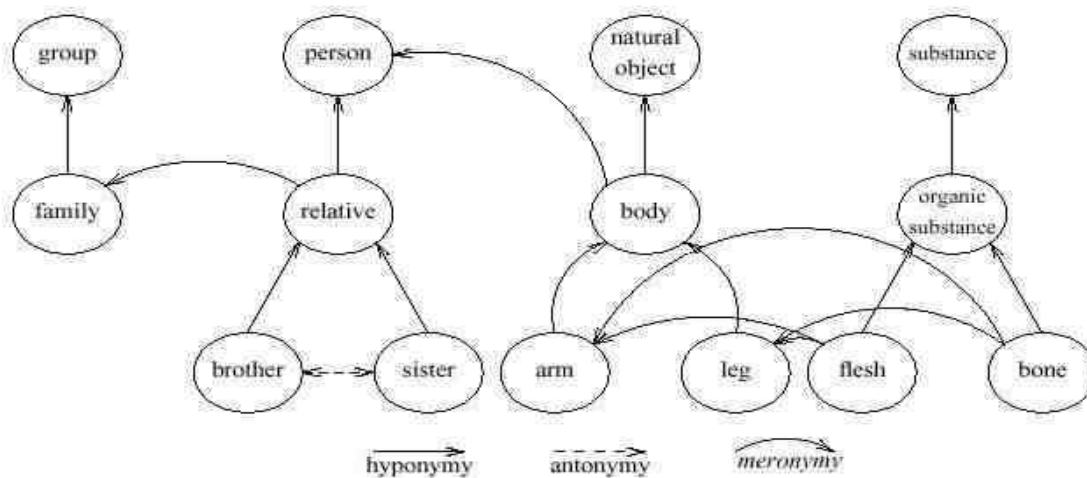 group
person
natural
object
substance
family
relative
body
organic
substance
brother
sister
arm
leg
flesh
bone
hyponymy
antonymy
meronymy